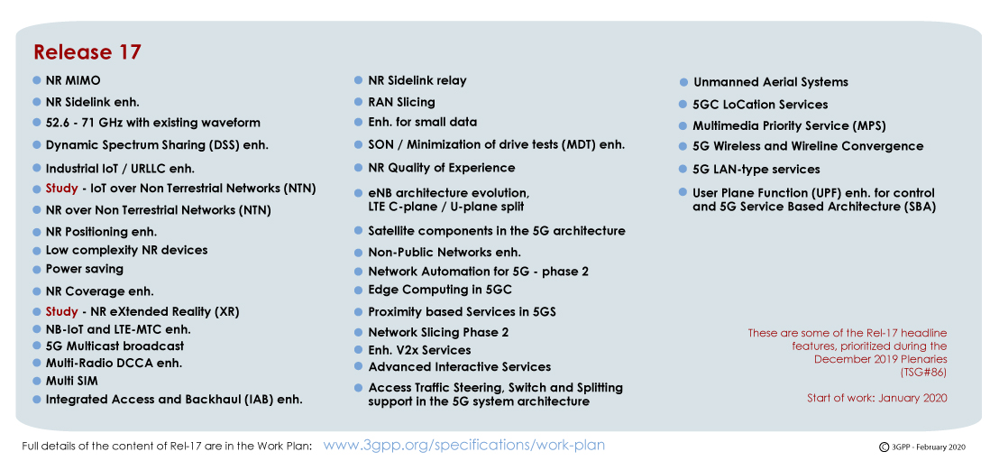 Release 17
NR MIMO
NR Sidelink enh.
52.6 - 71 GHz with existing waveform
Dynamic Spectrum Sharing (DSS) enh.
Industrial IoT / URLLC enh.
Study - IoT over Non Terrestrial Networks (NTN)
NR over Non Terrestrial Networks (NTN)
NR Positioning enh.
Low complexity NR devices
Power saving
NR Coverage enh.
Study - NR eXtended Reality (XR)
NB-IoT and LTE-MTC enh.
5G Multicast broadcast
Multi-Radio DCCA enh.
Multi SIM
Integrated Access and Backhaul (IAB) enh.
NR Sidelink relay
RAN Slicing
Enh. for small data
SON / Minimization of drive tests (MDT) enh.
NR Quality of Experience
eNB architecture evolution,
LTE C-plane / U-plane split
Satellite components in the 5G architecture
Non-Public Networks enh.
Network Automation for 5G - phase 2
Edge Computing in 5GC
Proximity based Services in 5GS
Network Slicing Phase 2
Enh. V2x Services
Advanced Interactive Services
Access Traffic Steering, Switch and Splitting
support in the 5G system architecture
Unmanned Aerial Systems
5GC LoCation Services
Multimedia Priority Service (MPS)
5G Wireless and Wireline Convergence
5G LAN-type services
User Plane Function (UPF) enh. for control
and 5G Service Based Architecture (SBA)
These are some of the Rel-17 headline
features, prioritized during the
December 2019 Plenaries
(TSG#86)
Start of work: January 2020
Full details of the content of Rel-17 are in the Work Plan: www.3gpp.org/specifications/work-plan
© 3GPP - February 2020